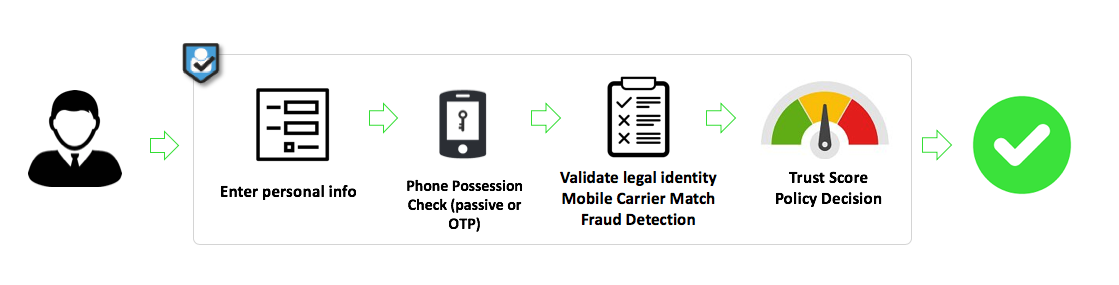 Enter personal info
Phone Possession
Check (passive or
OTP)
Validate legal identity
Mobile Carrier Match
Fraud Detection
Trust Score
Policy Decision